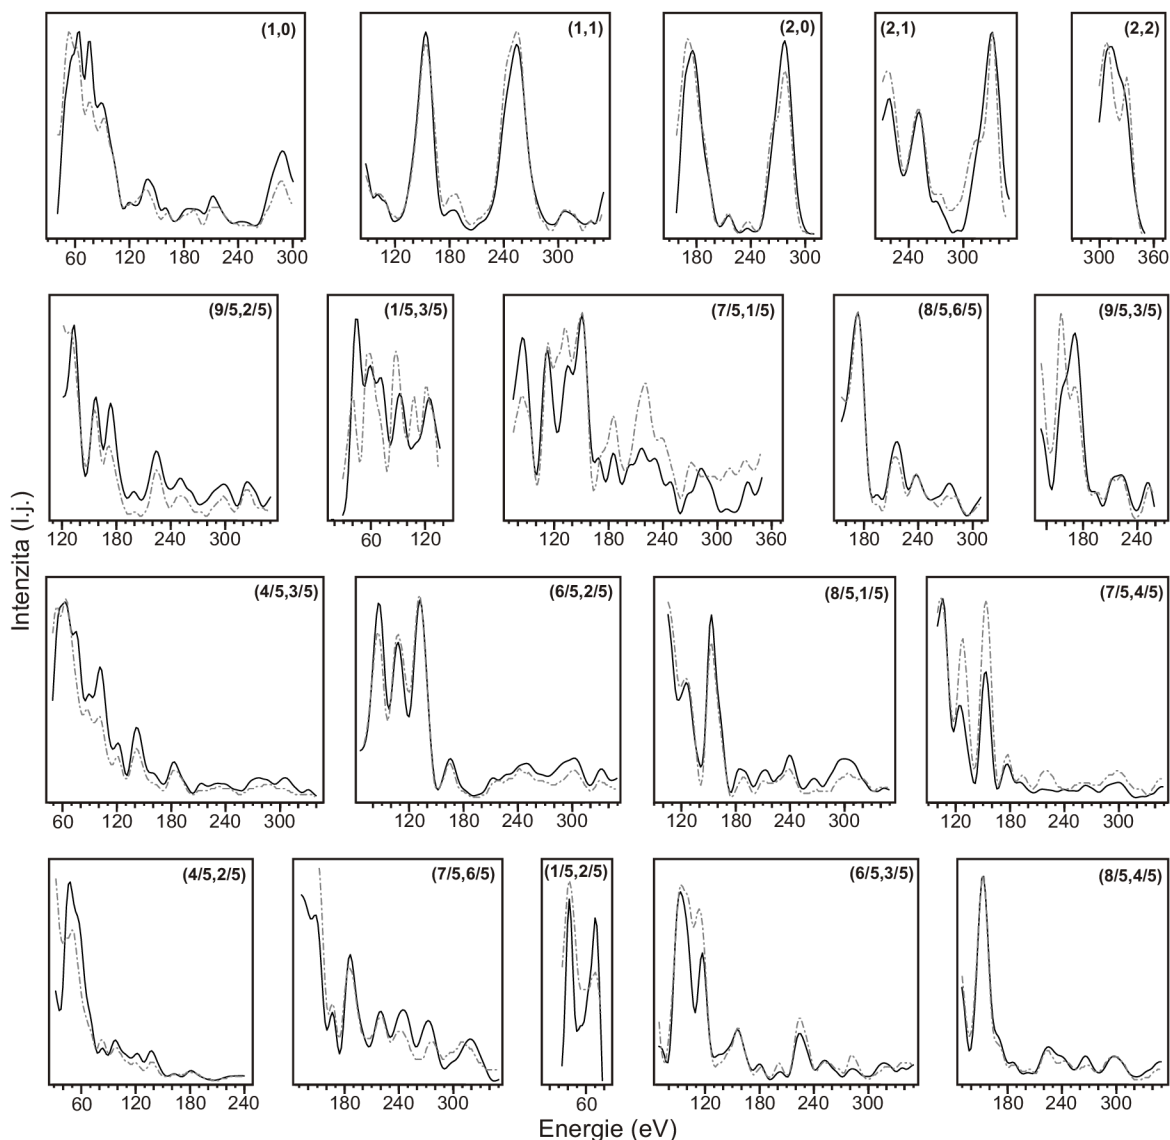 (1,0) (1,1) (2,0) (2,1) (2,2)
60 120 180 240 300 120 180 240 300 180 240 300 240 300 300 360
(9/5,2/5) (1/5,3/5) (7/5,1/5) (8/5,6/5) (9/5,3/5)
120 180 240 300 60 120 120 180 240 300 360 180 240 300 180 240
Intenzita (l.j.)
(4/5,3/5) (6/5,2/5) (8/5,1/5) (7/5,4/5)
60 120 180 240 300 120 180 240 300 120 180 240 300 120 180 240 300
(4/5,2/5) (7/5,6/5) (1/5,2/5) (6/5,3/5) (8/5,4/5)
60 120 180 240 180 240 300 60 120 180 240 300 180 240 300
Energie (eV)